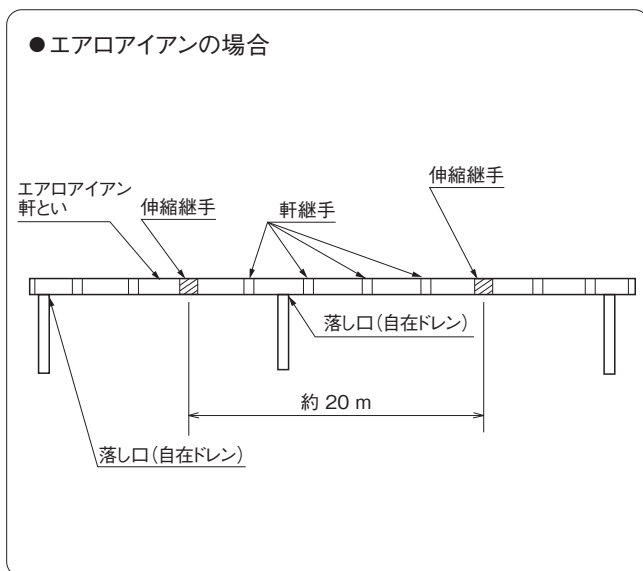 ●エアロアイアンの場合
エアロアイアン
軒とい
伸縮継手
軒継手
伸縮継手
落し口(自在ドレン)
約 20 m
落し口(自在ドレン)